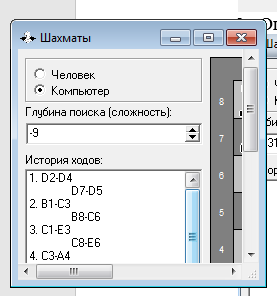 Шахматы
Человек
Компьютер
Глубина поиска (сложность):
-9
История ходов:
1. D2-D4
D7-D5
2. B1-C3
B8-C6
3. C1-E3
C8-E6
4. C3-A4
8
7
6
5